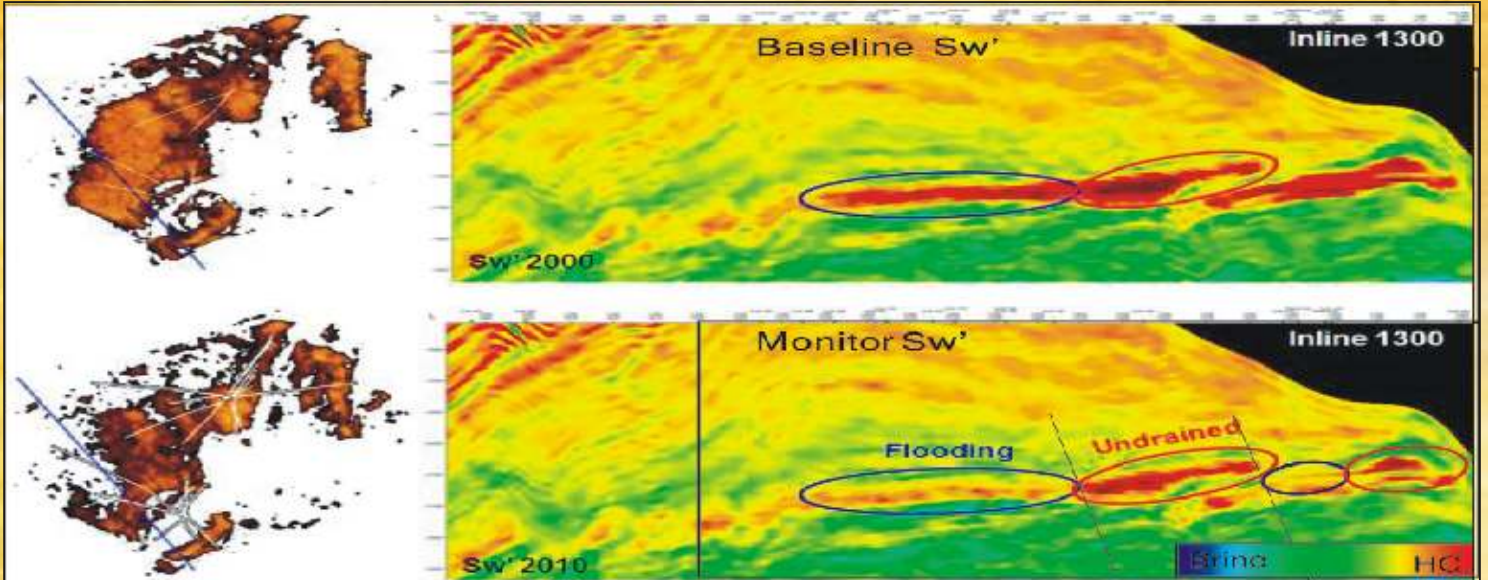 Baseline Sw'
Inline 1300
Sw' 2000
Monitor Sw'
Inline 1300
Flooding
Undrained
Sw' 2010
Brine
HC